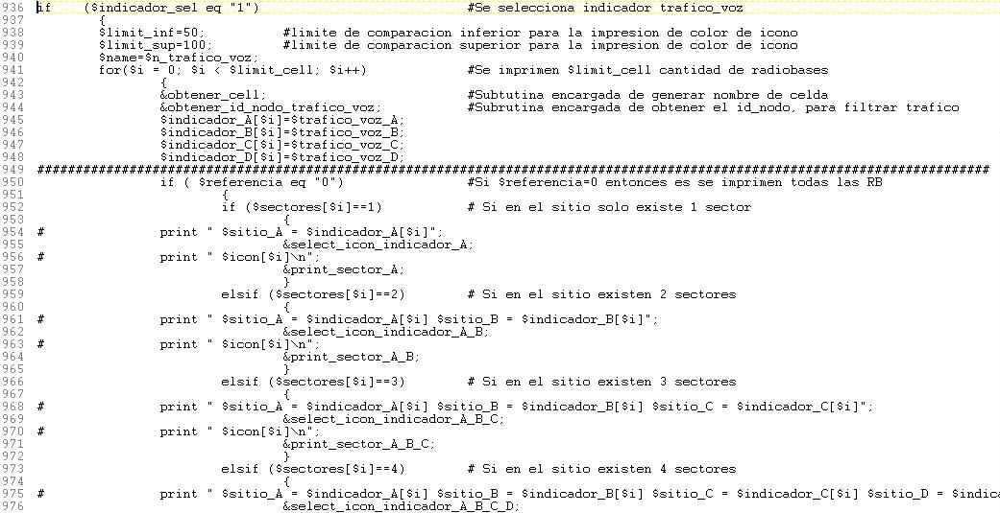 936 if    ($indicador_sel eq "1")                           #Se selecciona indicador trafico_voz
937         {
938         $limit_inf=50;          #limite de comparacion inferior para la impresion de color de icono
939         $limit_sup=100;         #limite de comparacion superior para la impresion de color de icono
940         $name=$n_trafico_voz;
941         for($i = 0; $i < $limit_cell; $i++)             #Se imprimen $limit_cell cantidad de radiobases
942                 {
943                 &obtener_cell;                          #Subtutina encargada de generar nombre de celda
944                 &obtener_id_nodo_trafico_voz;           #Subrutina encargada de obtener el id_nodo, para filtrar trafico
945                 $indicador_A[$i]=$trafico_voz_A;
946                 $indicador_B[$i]=$trafico_voz_B;
947                 $indicador_C[$i]=$trafico_voz_C;
948                 $indicador_D[$i]=$trafico_voz_D;
949 ############################################################################################################################
950                 if ( $referencia eq "0")                #Si $referencia=0 entonces es se imprimen todas las RB
951                         {
952                         if ($sectores[$i]==1)           # Si en el sitio solo existe 1 sector
953                                 {
954 #               print " $sitio_A = $indicador_A[$i]";
955                                 &select_icon_indicador_A;
956 #               print " $icon[$i]\n";
957                                 &print_sector_A;
958                                 }
959                         elsif ($sectores[$i]==2)        # Si en el sitio existen 2 sectores
960                                 {
961 #               print " $sitio_A = $indicador_A[$i] $sitio_B = $indicador_B[$i]";
962                                 &select_icon_indicador_A_B;
963 #               print " $icon[$i]\n";
964                                 &print_sector_A_B;
965                                 }
966                         elsif ($sectores[$i]==3)        # Si en el sitio existen 3 sectores
967                                 {
968 #               print " $sitio_A = $indicador_A[$i] $sitio_B = $indicador_B[$i] $sitio_C = $indicador_C[$i]";
969                                 &select_icon_indicador_A_B_C;
970 #               print " $icon[$i]\n";
971                                 &print_sector_A_B_C;
972                                 }
973                         elsif ($sectores[$i]==4)        # Si en el sitio existen 4 sectores
974                                 {
975 #               print " $sitio_A = $indicador_A[$i] $sitio_B = $indicador_B[$i] $sitio_C = $indicador_C[$i] $sitio_D = $indica
976                                 &select_icon_indicador_A_B_C_D;